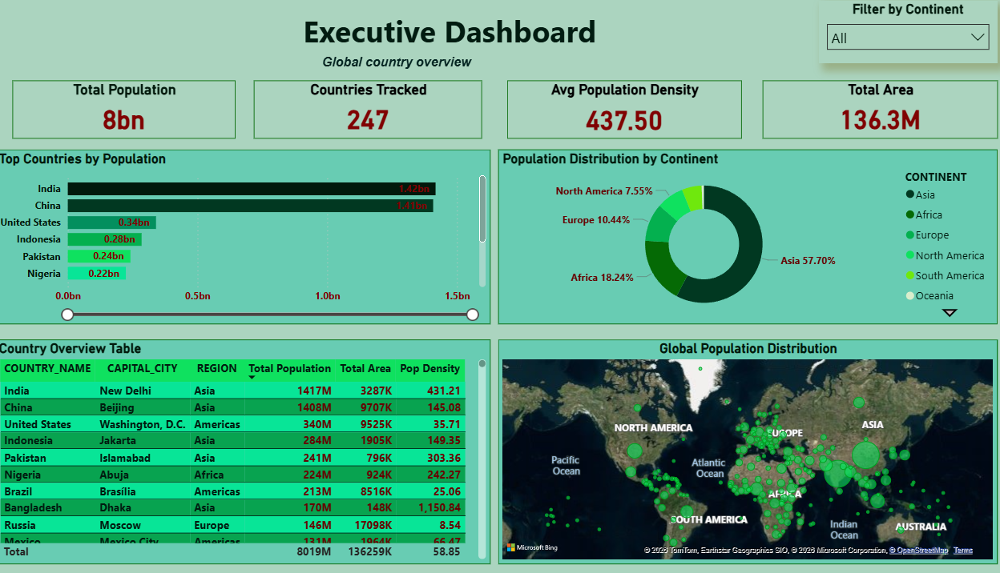 Executive Dashboard
Global country overview
Filter by Continent
All
Total Population
8bn
Countries Tracked
247
Avg Population Density
437.50
Total Area
136.3M
Top Countries by Population
India 1.42bn
China 1.41bn
United States 0.34bn
Indonesia 0.28bn
Pakistan 0.24bn
Nigeria 0.22bn
0.0bn 0.5bn 1.0bn 1.5bn
Population Distribution by Continent
North America 7.55%
Europe 10.44%
Africa 18.24%
Asia 57.70%
CONTINENT
Asia
Africa
Europe
North America
South America
Oceania
Country Overview Table
COUNTRY_NAME CAPITAL_CITY REGION Total Population Total Area Pop Density
India New Delhi Asia 1417M 3287K 431.21
China Beijing Asia 1408M 9707K 145.08
United States Washington, D.C. Americas 340M 9525K 35.71
Indonesia Jakarta Asia 284M 1905K 149.35
Pakistan Islamabad Asia 241M 796K 303.36
Nigeria Abuja Africa 224M 924K 242.27
Brazil Brasília Americas 213M 8516K 25.06
Bangladesh Dhaka Asia 170M 148K 1,150.84
Russia Moscow Europe 146M 17098K 8.54
Mexico Mexico City Americas 131M 1964K 66.47
Total 8019M 136259K 58.85
Global Population Distribution
NORTH AMERICA
EUROPE
ASIA
Pacific
Ocean
Atlantic
Ocean
AFRICA
SOUTH AMERICA
Indian
Ocean
AUSTRALIA
Microsoft Bing
© 2026 TomTom, Earthstar Geographics SIO, © 2026 Microsoft Corporation, © OpenStreetMap Terms